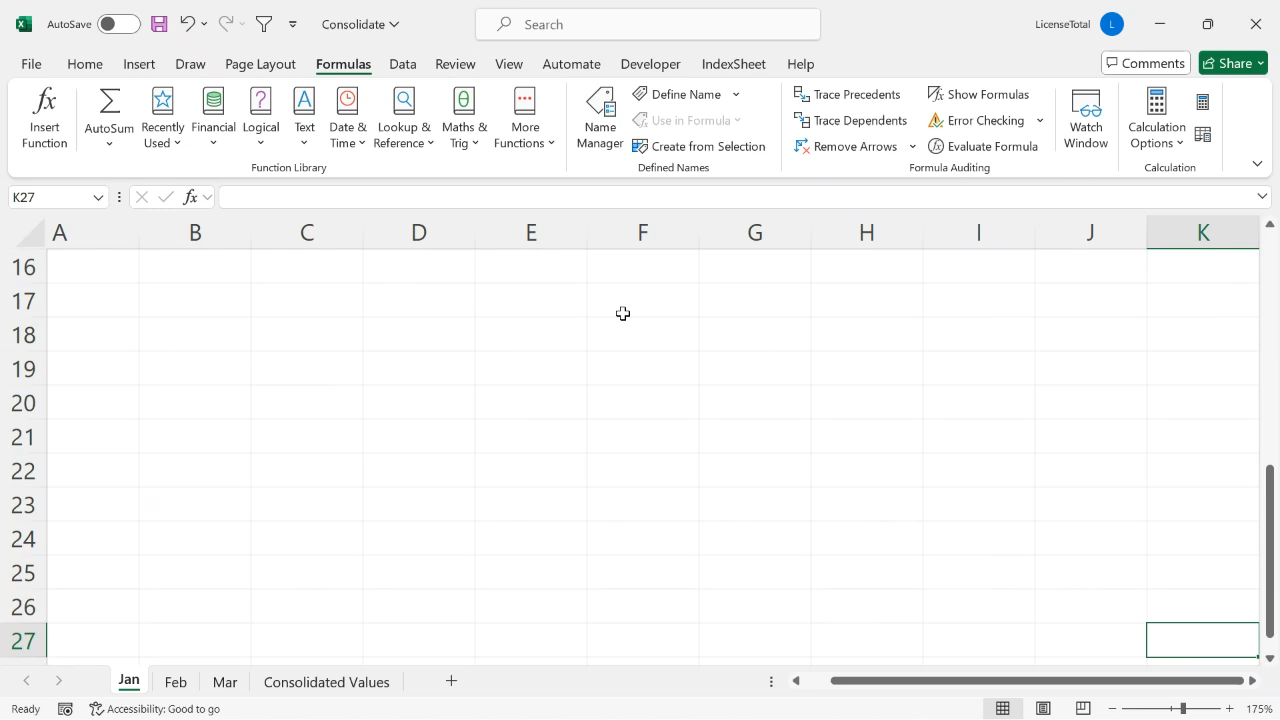 AutoSave Consolidate Search LicenseTotal L
File Home Insert Draw Page Layout Formulas Data Review View Automate Developer IndexSheet Help Comments Share
Insert Function
AutoSum
Recently Used
Financial
Logical
Text
Date & Time
Lookup & Reference
Maths & Trig
More Functions
Function Library
Name Manager
Define Name
Use in Formula
Create from Selection
Defined Names
Trace Precedents
Trace Dependents
Remove Arrows
Show Formulas
Error Checking
Evaluate Formula
Formula Auditing
Watch Window
Calculation Options
Calculation
K27 fx
A B C D E F G H I J K
16
17
18
19
20
21
22
23
24
25
26
27
Jan Feb Mar Consolidated Values
Ready Accessibility: Good to go 175%